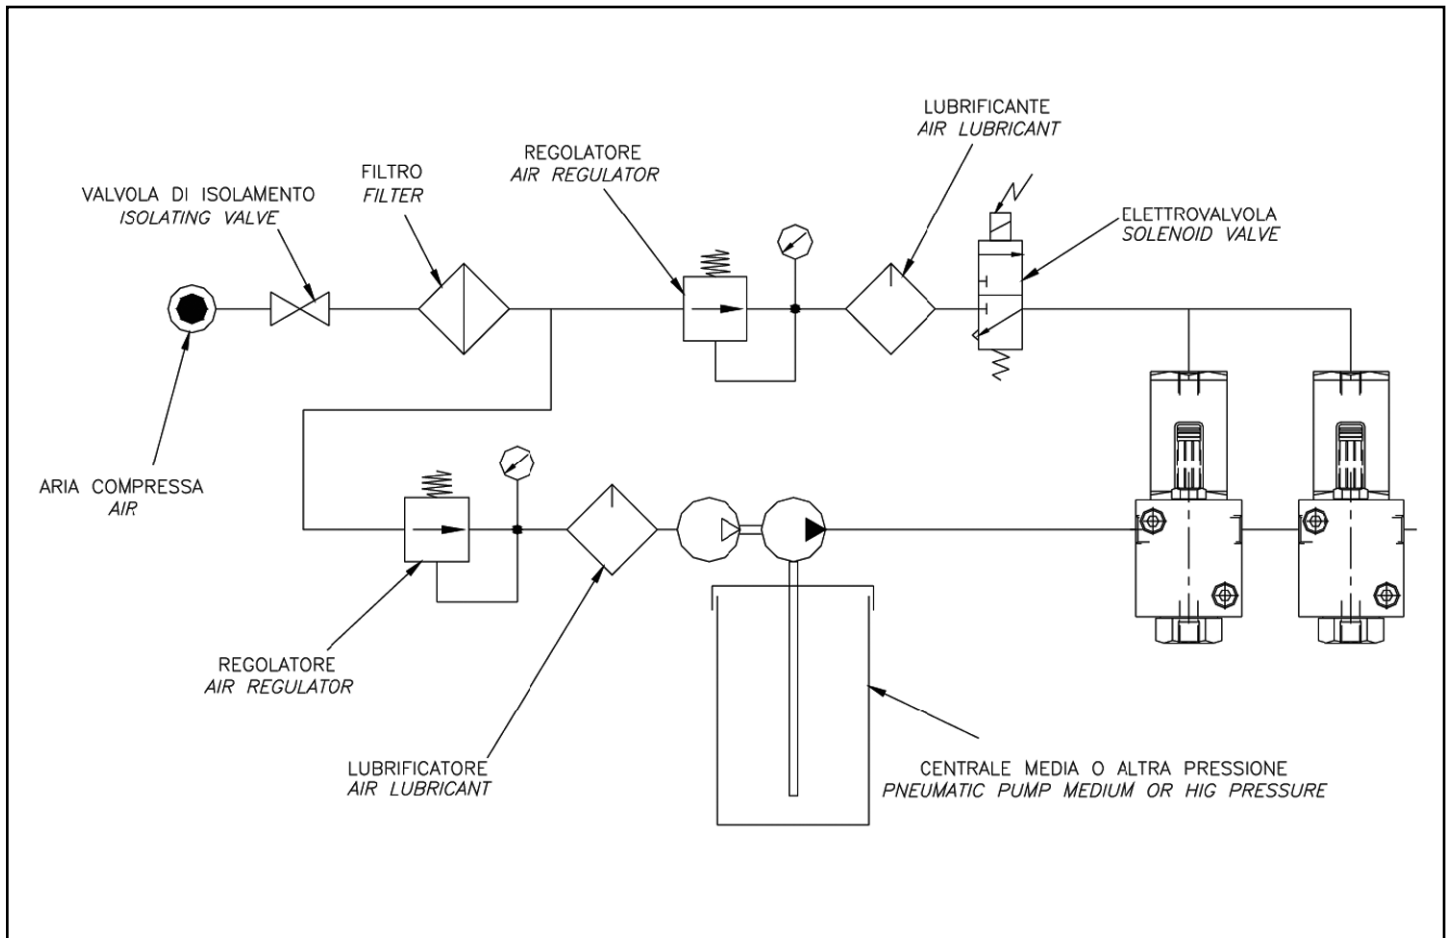 LUBRIFICANTE
AIR LUBRICANT
REGOLATORE
AIR REGULATOR
FILTRO
FILTER
VALVOLA DI ISOLAMENTO
ISOLATING VALVE
ELETTROVALVOLA
SOLENOID VALVE
ARIA COMPRESSA
AIR
REGOLATORE
AIR REGULATOR
LUBRIFICATORE
AIR LUBRICANT
CENTRALE MEDIA O ALTRA PRESSIONE
PNEUMATIC PUMP MEDIUM OR HIG PRESSURE